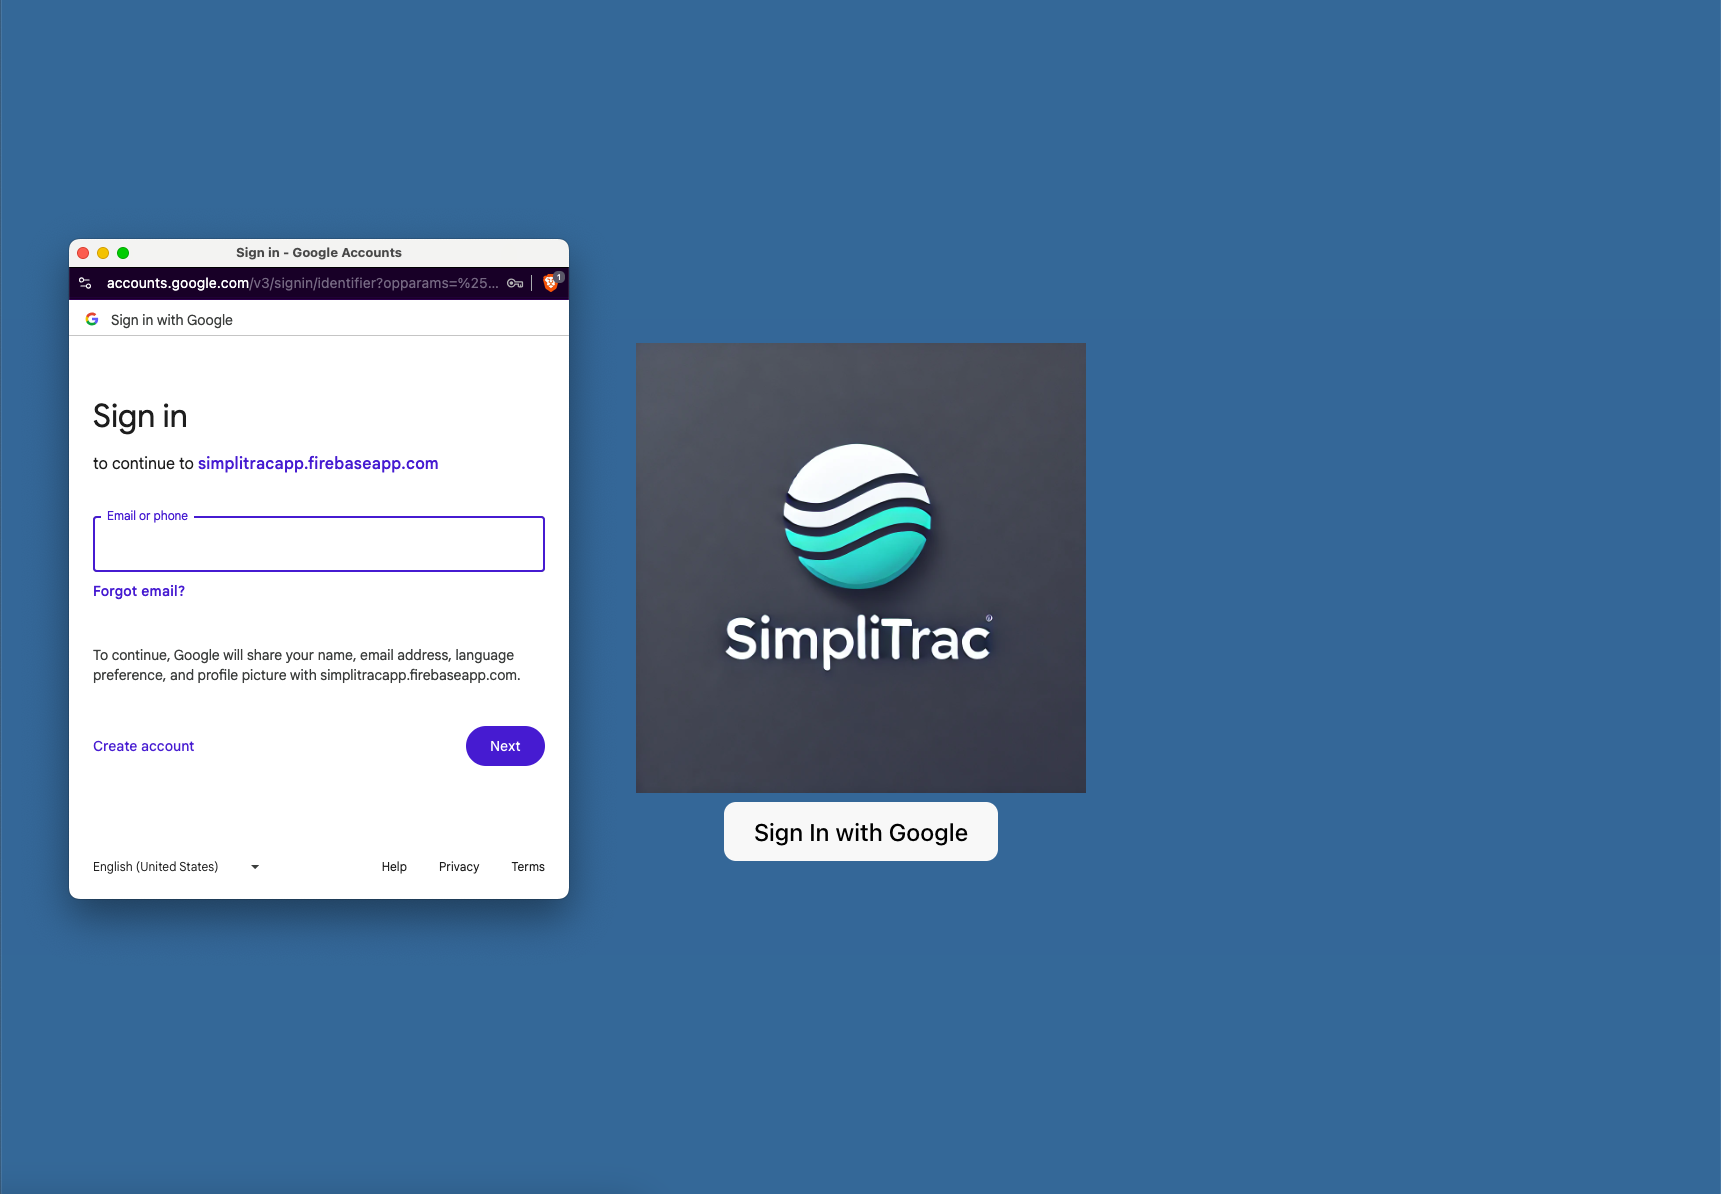 Sign in - Google Accounts
accounts.google.com/v3/signin/identifier?opparams=%25...
1
Sign in with Google
Sign in
to continue to simplitracapp.firebaseapp.com
Email or phone
Forgot email?
To continue, Google will share your name, email address, language
preference, and profile picture with simplitracapp.firebaseapp.com.
Create account
Next
English (United States)
Help
Privacy
Terms
SimpliTrac
Sign In with Google